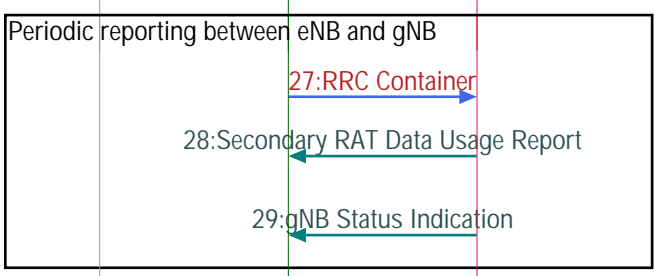 Periodic reporting between eNB and gNB
27:RRC Container
28:Secondary RAT Data Usage Report
29:gNB Status Indication